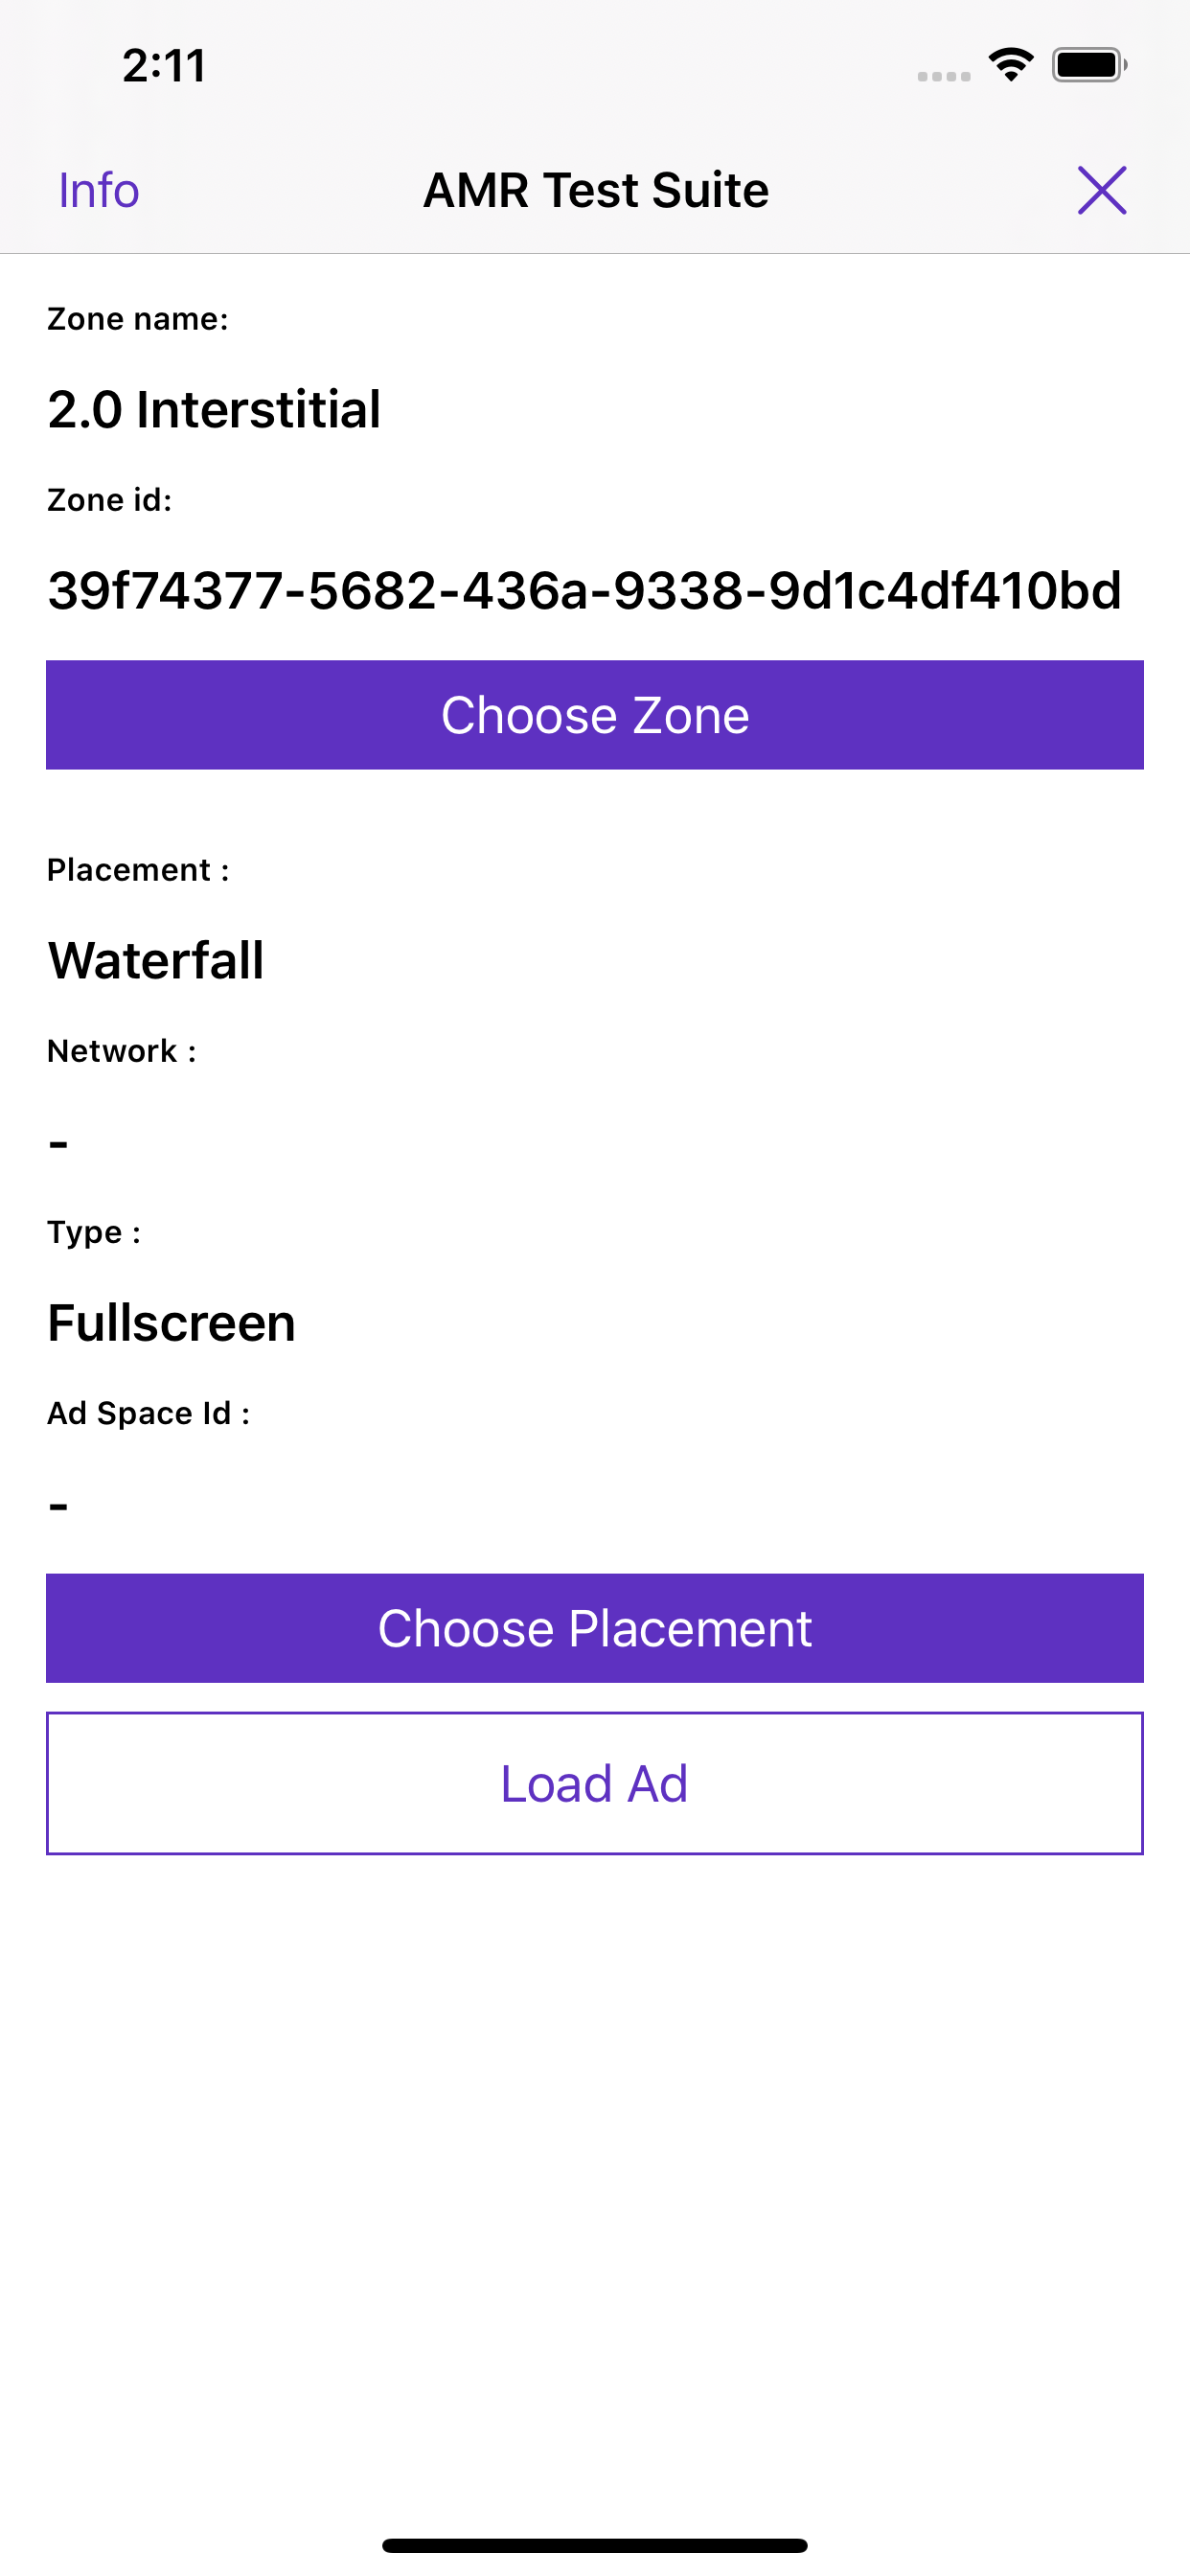 2:11
Info
AMR Test Suite
Zone name:
2.0 Interstitial
Zone id:
39f74377-5682-436a-9338-9d1c4df410bd
Choose Zone
Placement :
Waterfall
Network :
-
Type :
Fullscreen
Ad Space Id :
-
Choose Placement
Load Ad